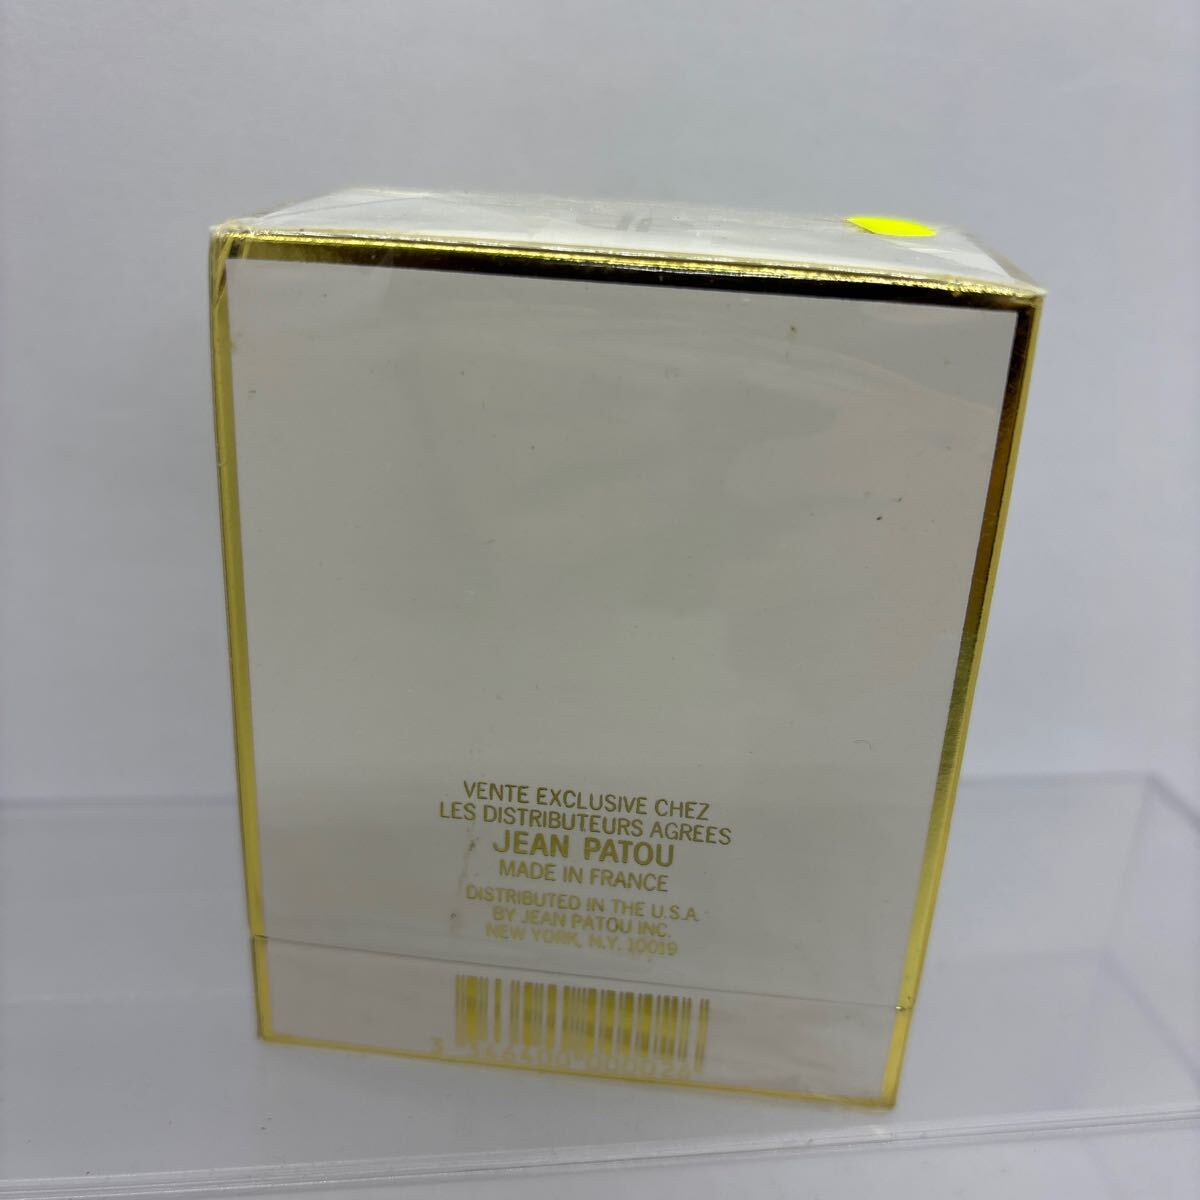 VENTE EXCLUSIVE CHEZ
LES DISTRIBUTEURS AGREES
JEAN PATOU
MADE IN FRANCE
DISTRIBUTED IN THE U.S.A.
BY JEAN PATOU INC.
NEW YORK, N.Y. 10019